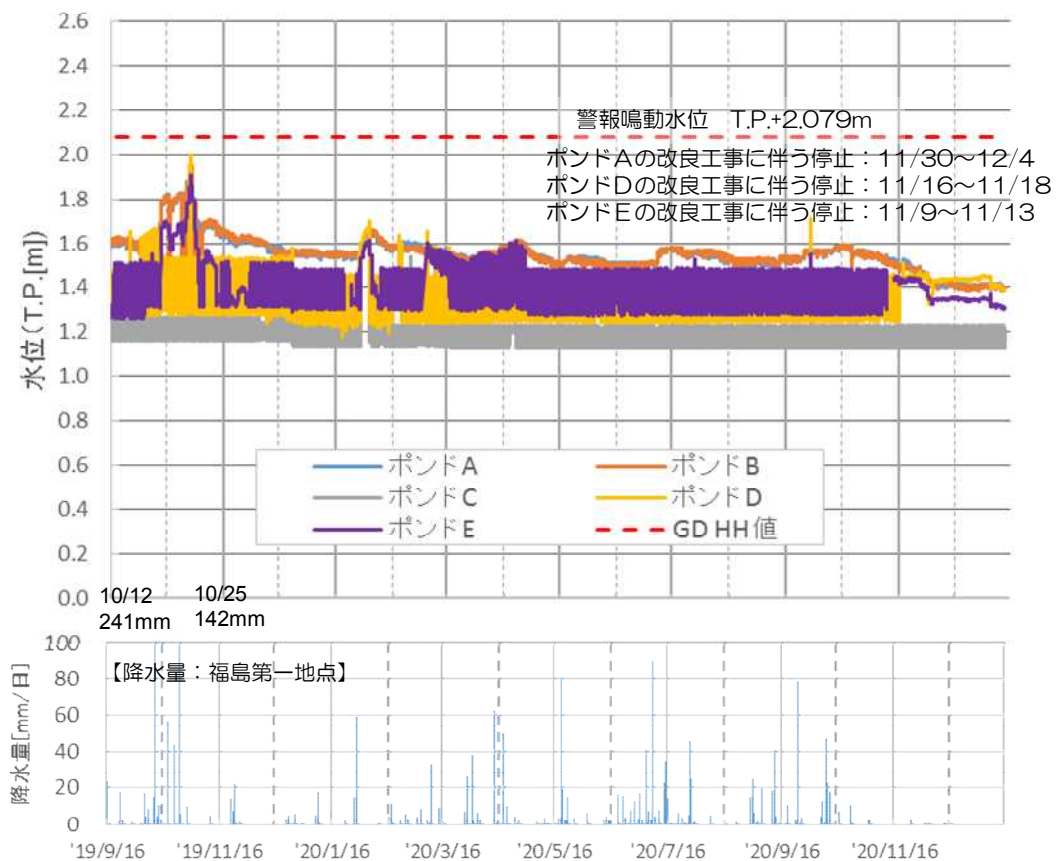 2.6
2.4
2.2
2.0
1.8
1.6
1.4
1.2
1.0
0.8
0.6
0.4
0.2
0.0
水位(T.P.[m])
警報鳴動水位 T.P.+2.079m
ポンドAの改良工事に伴う停止:11/30~12/4
ポンドDの改良工事に伴う停止:11/16~11/18
ポンドEの改良工事に伴う停止:11/9~11/13
ポンドA
ポンドB
ポンドC
ポンドD
ポンドE
GD HH値
10/12
241mm
10/25
142mm
【降水量:福島第一地点】
100
80
60
40
20
0
降水量[mm/日]
'19/9/16
'19/11/16
'20/1/16
'20/3/16
'20/5/16
'20/7/16
'20/9/16
'20/11/16